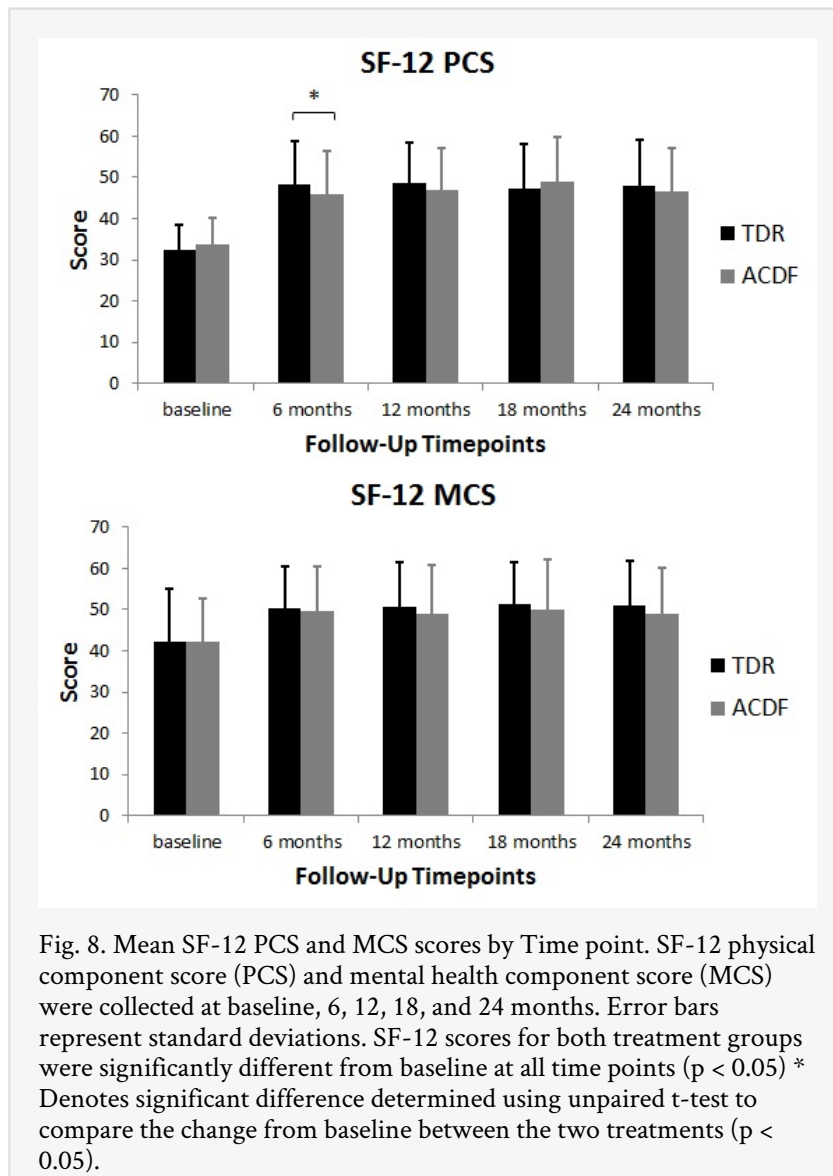 SF-12 PCS
*
70
60
50
40
30
20
10
0
Score
TDR
ACDF
baseline
6 months
12 months
18 months
24 months
Follow-Up Timepoints
SF-12 MCS
70
60
50
40
30
20
10
0
Score
TDR
ACDF
baseline
6 months
12 months
18 months
24 months
Follow-Up Timepoints
Fig. 8. Mean SF-12 PCS and MCS scores by Time point. SF-12 physical
component score (PCS) and mental health component score (MCS)
were collected at baseline, 6, 12, 18, and 24 months. Error bars
represent standard deviations. SF-12 scores for both treatment groups
were significantly different from baseline at all time points (p < 0.05) *
Denotes significant difference determined using unpaired t-test to
compare the change from baseline between the two treatments (p <
0.05).